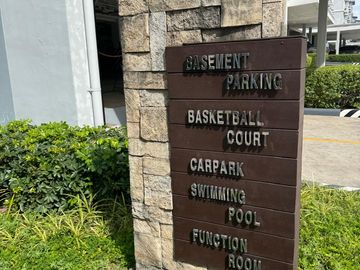 BASEMENT
PARKING
BASKETBALL
COURT
CARPARK
SWIMMING
POOL
FUNCTION
ROOM